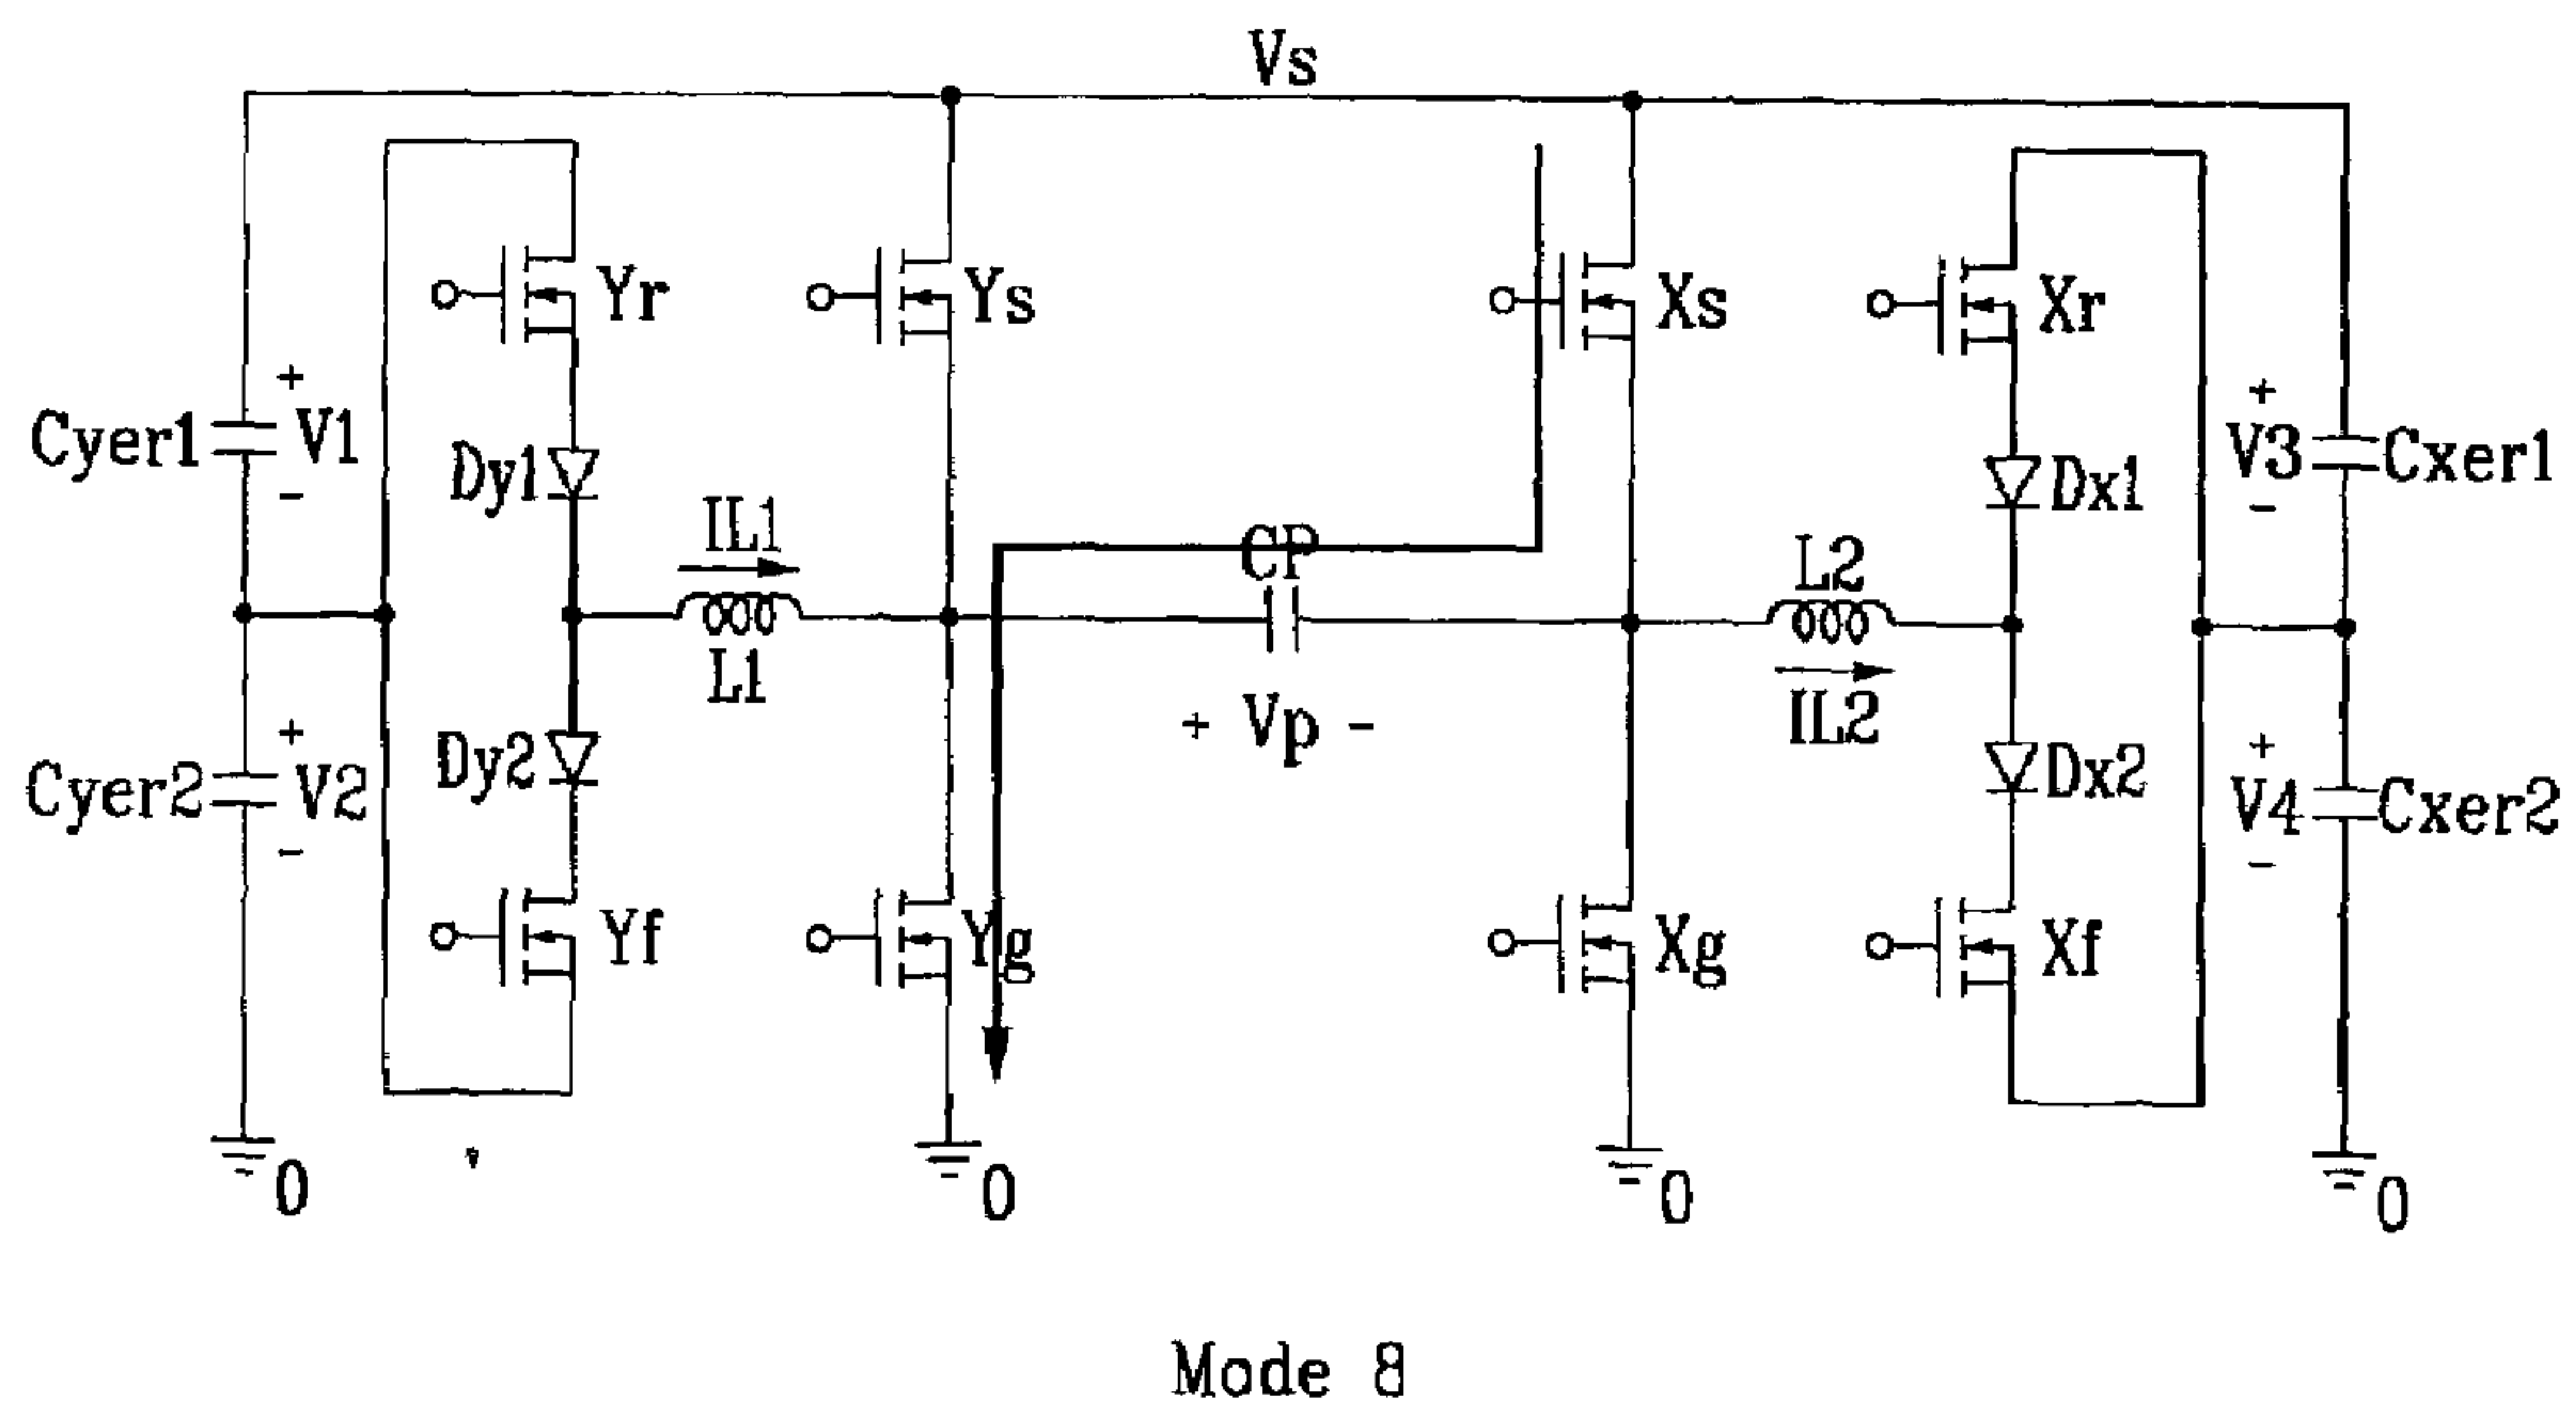 Vs
Yr
Ys
Xs
Xr
+
+
Cyer1
V1
Dy1
V3
Cxer1
-
Dx1
-
IL1
CP
L2
L1
IL2
+ Vp -
+
Dy2
+
Cyer2
V2
Dx2
V4
Cxer2
-
-
Yf
Yg
Xg
Xf
0
0
0
0
Mode 8